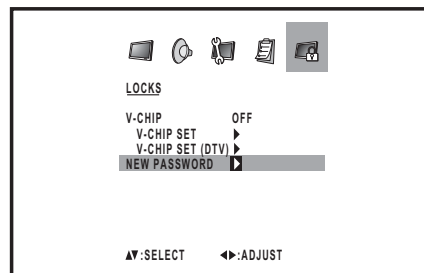 LOCKS
V-CHIP OFF
V-CHIP SET ▶
V-CHIP SET (DTV) ▶
NEW PASSWORD ▶
▲▼:SELECT ◀▶:ADJUST